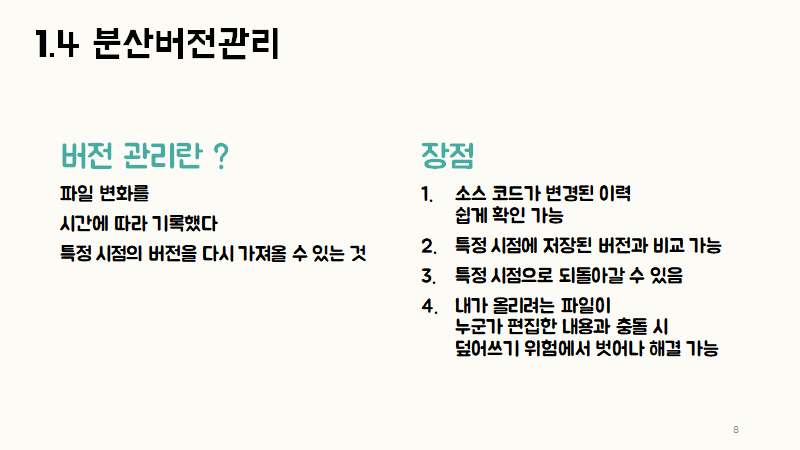 1.4 분산버전관리
버전 관리란 ?
파일 변화를
시간에 따라 기록했다
특정 시점의 버전을 다시 가져올 수 있는 것
장점
1. 소스 코드가 변경된 이력
쉽게 확인 가능
2. 특정 시점에 저장된 버전과 비교 가능
3. 특정 시점으로 되돌아갈 수 있음
4. 내가 올리려는 파일이
누군가 편집한 내용과 충돌 시
덮어쓰기 위험에서 벗어나 해결 가능
8